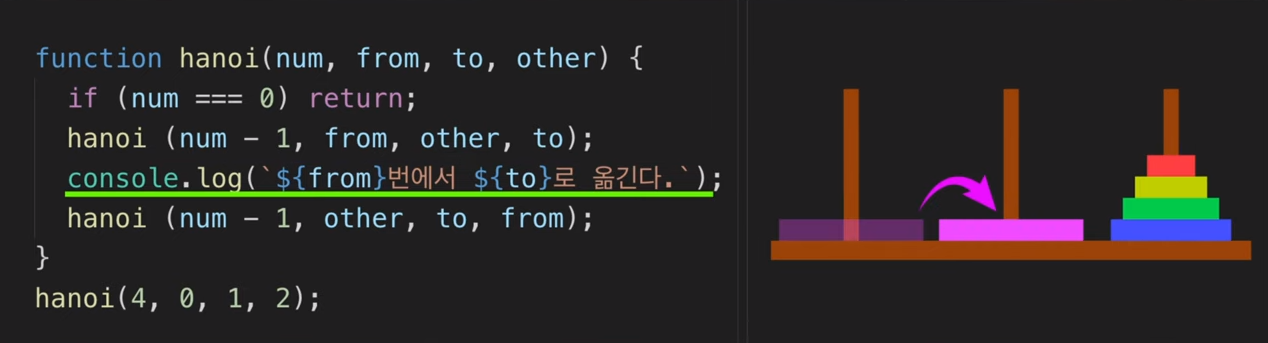 function hanoi(num, from, to, other) {
if (num === 0) return;
hanoi (num - 1, from, other, to);
console.log(`${from}번에서 ${to}로 옮긴다.`);
hanoi (num - 1, other, to, from);
}
hanoi(4, 0, 1, 2);